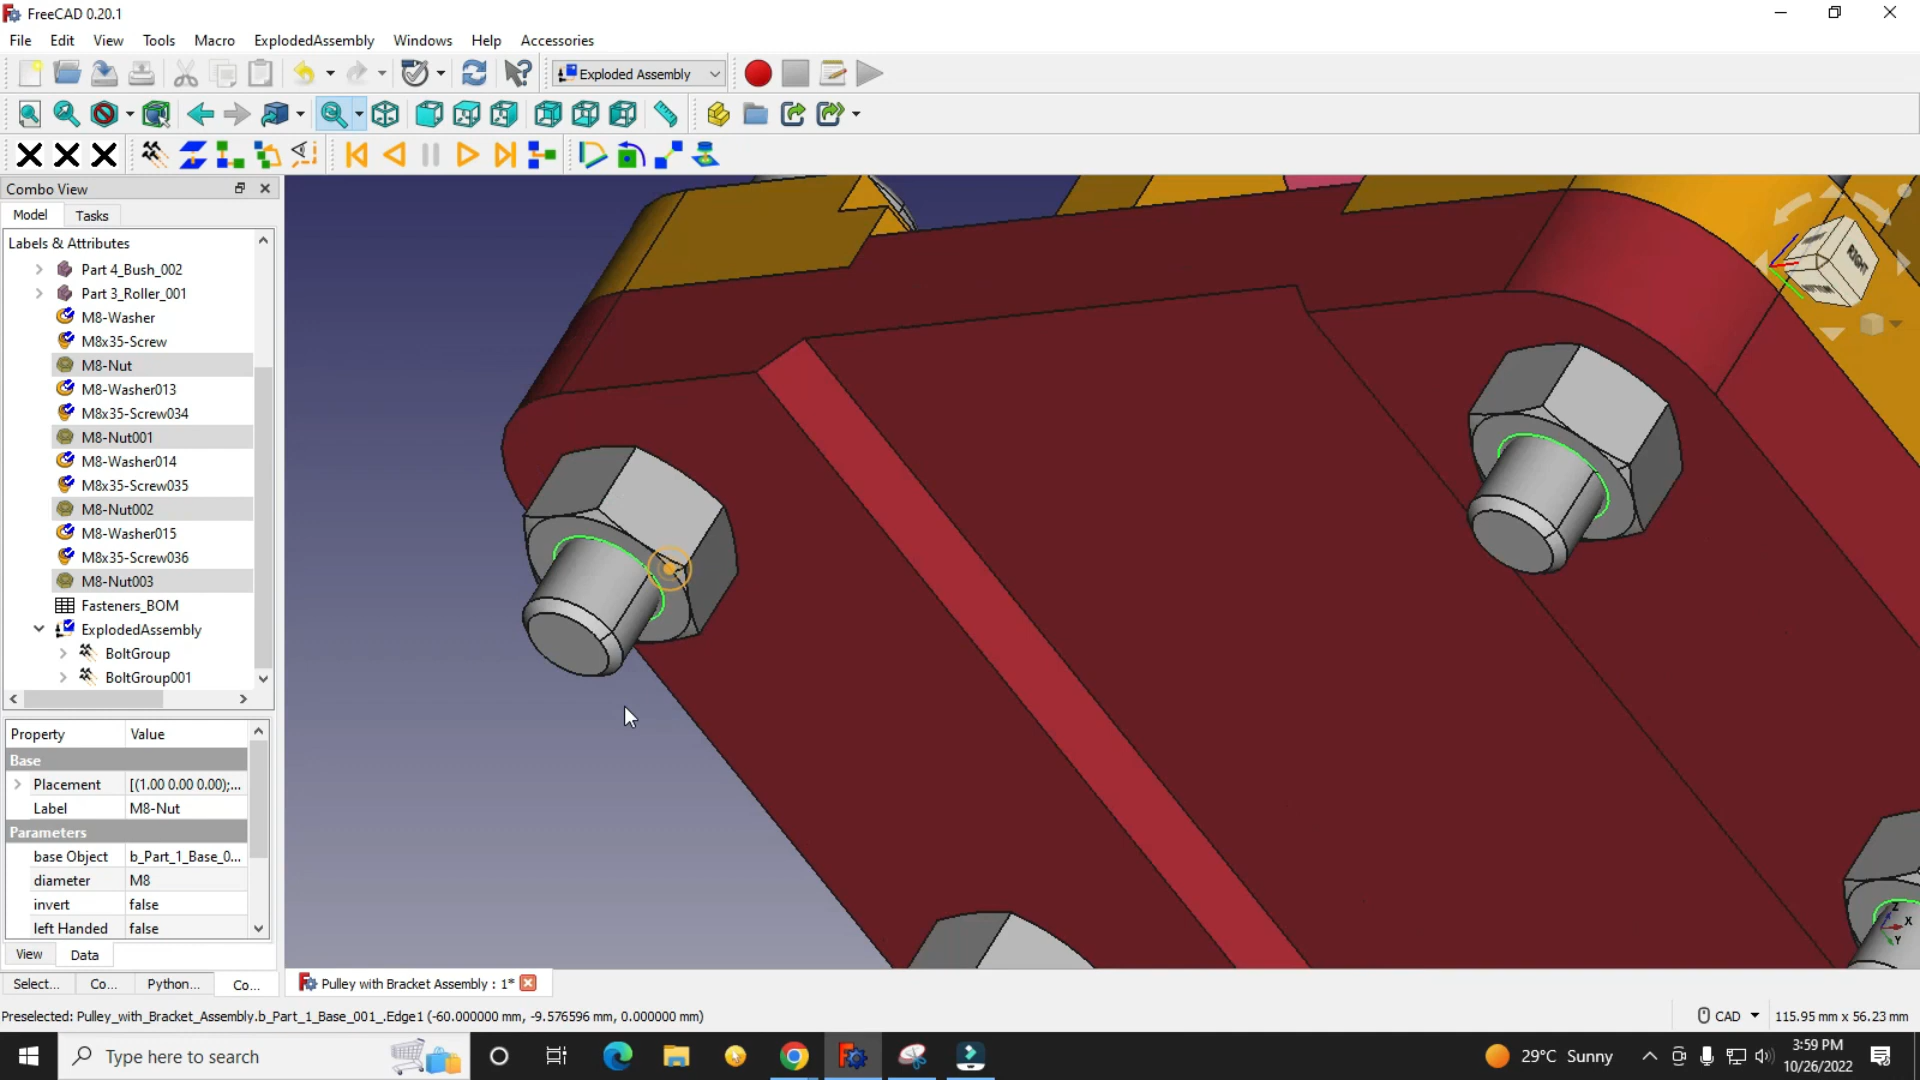 FreeCAD 0.20.1
File Edit View Tools Macro ExplodedAssembly Windows Help Accessories
Exploded Assembly
Combo View
Model Tasks
Labels & Attributes
Part 4_Bush_002
Part 3_Roller_001
M8-Washer
M8x35-Screw
M8-Nut
M8-Washer013
M8x35-Screw034
M8-Nut001
M8-Washer014
M8x35-Screw035
M8-Nut002
M8-Washer015
M8x35-Screw036
M8-Nut003
Fasteners_BOM
ExplodedAssembly
BoltGroup
BoltGroup001
Property Value
Base
Placement [(1.00 0.00 0.00);...
Label M8-Nut
Parameters
base Object b_Part_1_Base_0...
diameter M8
invert false
left Handed false
View Data
Select... Co... Python... Co...
Pulley with Bracket Assembly : 1*
RIGHT
Z
X
Y
Preselected: Pulley_with_Bracket_Assembly.b_Part_1_Base_001_.Edge1 (-60.000000 mm, -9.576596 mm, 0.000000 mm)
CAD 115.95 mm x 56.23 mm
Type here to search
29°C Sunny
3:59 PM
10/26/2022